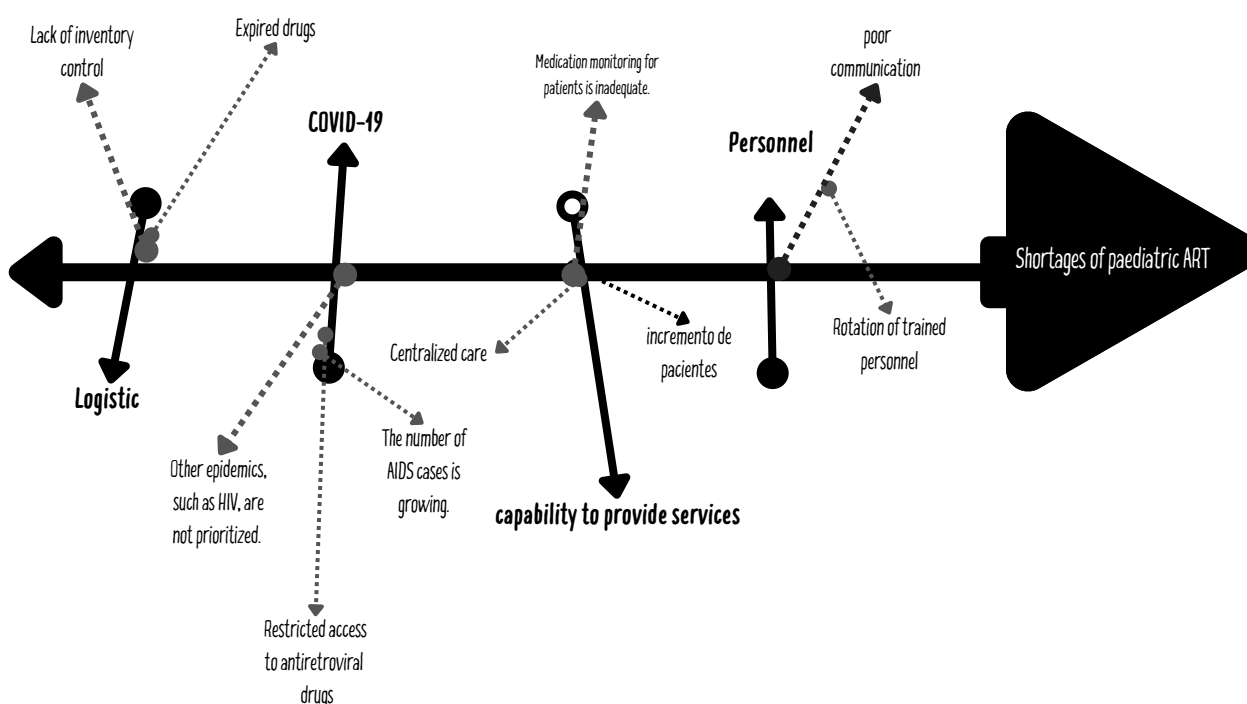 Lack of inventory
control
Expired drugs
COVID-19
Medication monitoring for
patients is inadequate.
poor
communication
Personnel
Shortages of paediatric ART
Logistic
Centralized care
incremento de
pacientes
Rotation of trained
personnel
Other epidemics,
such as HIV, are
not prioritized.
The number of
AIDS cases is
growing.
capability to provide services
Restricted access
to antiretroviral
drugs